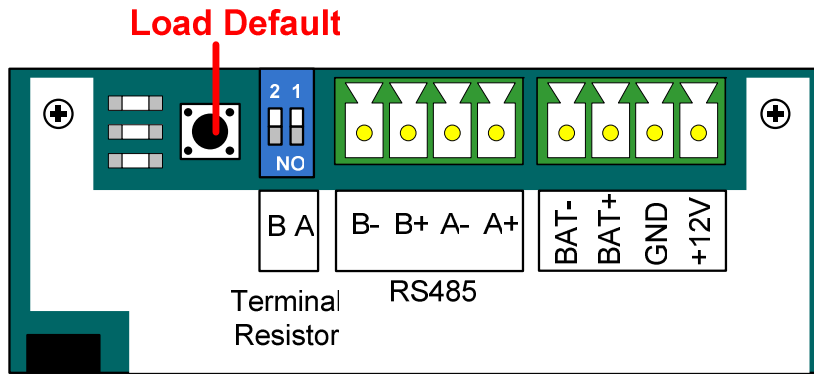 Load Default
2 1
NO
B A
B- B+ A- A+
BAT-
BAT+
GND
+12V
Terminal
Resistor
RS485